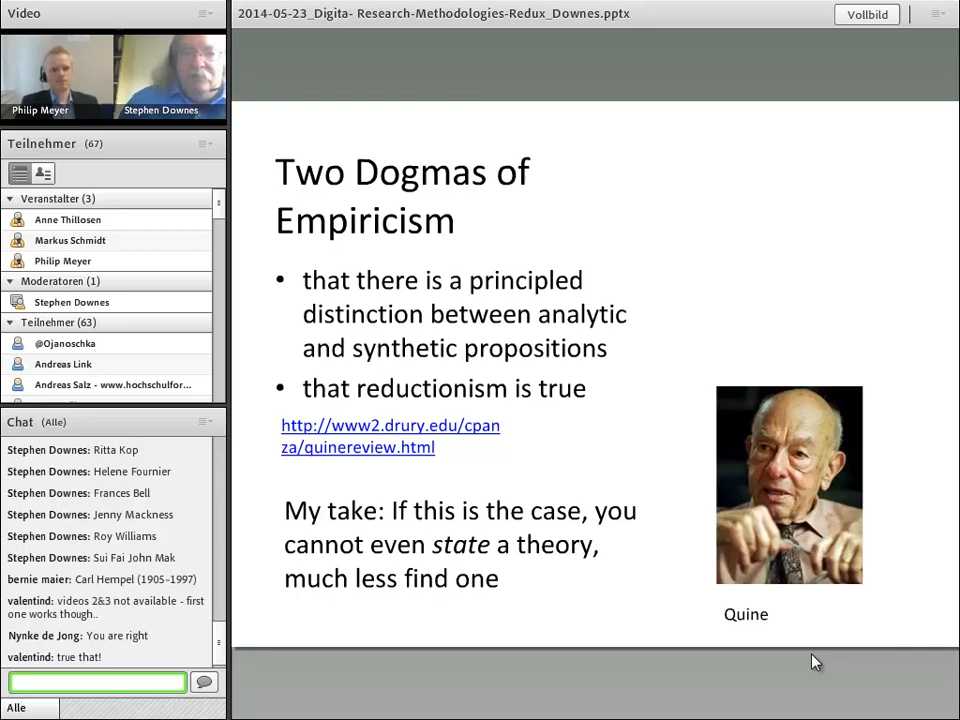 Video
Philip Meyer
Stephen Downes
Teilnehmer (67)
Veranstalter (3)
Anne Thillosen
Markus Schmidt
Philip Meyer
Moderatoren (1)
Stephen Downes
Teilnehmer (63)
@Ojanoschka
Andreas Link
Andreas Salz - www.hochschulfor...
Chat (Alle)
Stephen Downes: Ritta Kop
Stephen Downes: Helene Fournier
Stephen Downes: Frances Bell
Stephen Downes: Jenny Mackness
Stephen Downes: Roy Williams
Stephen Downes: Sui Fai John Mak
bernie maier: Carl Hempel (1905–1997)
valentind: videos 2&3 not available - first
one works though..
Nynke de Jong: You are right
valentind: true that!
Alle
2014-05-23_Digita- Research-Methodologies-Redux_Downes.pptx
Vollbild
Two Dogmas of
Empiricism
• that there is a principled
distinction between analytic
and synthetic propositions
• that reductionism is true
http://www2.drury.edu/cpan
za/quinereview.html
My take: If this is the case, you
cannot even state a theory,
much less find one
Quine